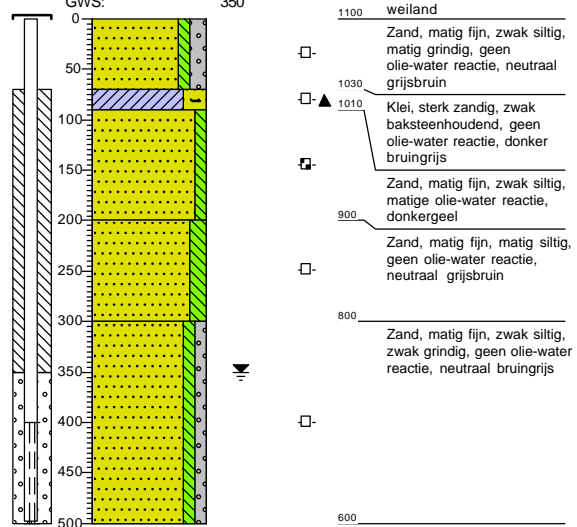 GWS: 350
0
50
100
150
200
250
300
350
400
450
500
1100
weiland
Zand, matig fijn, zwak siltig,
matig grindig, geen
olie-water reactie, neutraal
grijsbruin
1030
1010
Klei, sterk zandig, zwak
baksteenhoudend, geen
olie-water reactie, donker
bruingrijs
Zand, matig fijn, zwak siltig,
matige olie-water reactie,
donkergeel
900
Zand, matig fijn, matig siltig,
geen olie-water reactie,
neutraal grijsbruin
800
Zand, matig fijn, zwak siltig,
zwak grindig, geen olie-water
reactie, neutraal bruingrijs
600